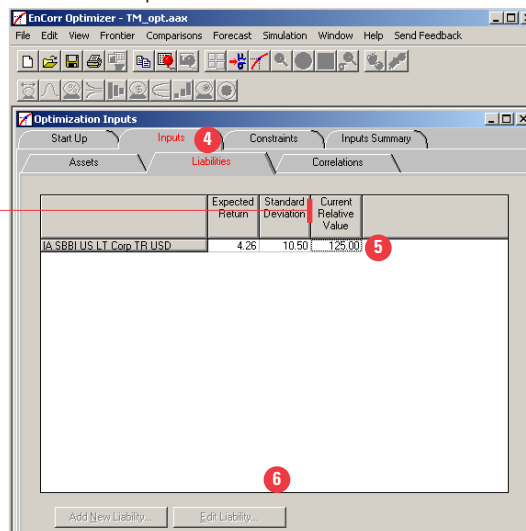 EnCorr Optimizer - TM_opt.aax
File Edit View Frontier Comparisons Forecast Simulation Window Help Send Feedback
Optimization Inputs
Start Up Inputs 4 Constraints Inputs Summary
Assets Liabilities Correlations
Expected Standard Current
Return Deviation Relative
Value
IA SBBI US LT Corp TR USD 4.26 10.50 125.00 5
6
Add New Liability... Edit Liability...